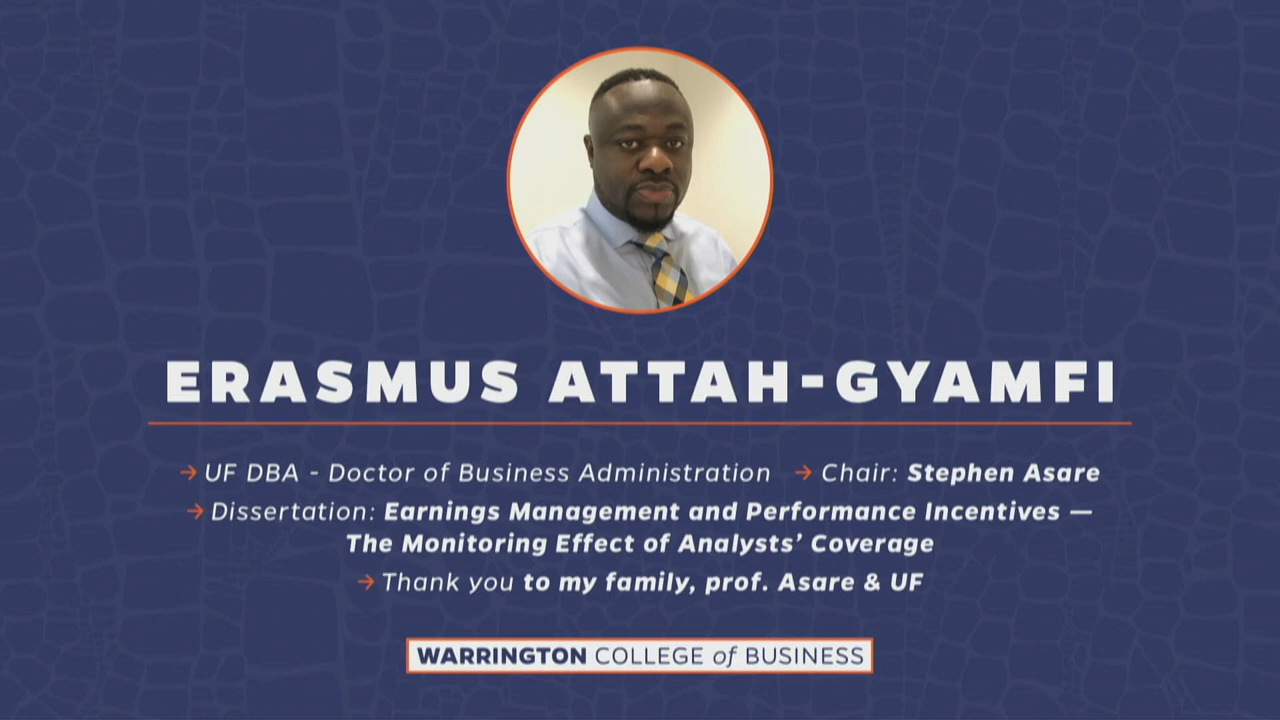 ERASMUS ATTAH-GYAMFI
→ UF DBA - Doctor of Business Administration → Chair: Stephen Asare
→ Dissertation: Earnings Management and Performance Incentives —
The Monitoring Effect of Analysts’ Coverage
→ Thank you to my family, prof. Asare & UF
WARRINGTON COLLEGE of BUSINESS